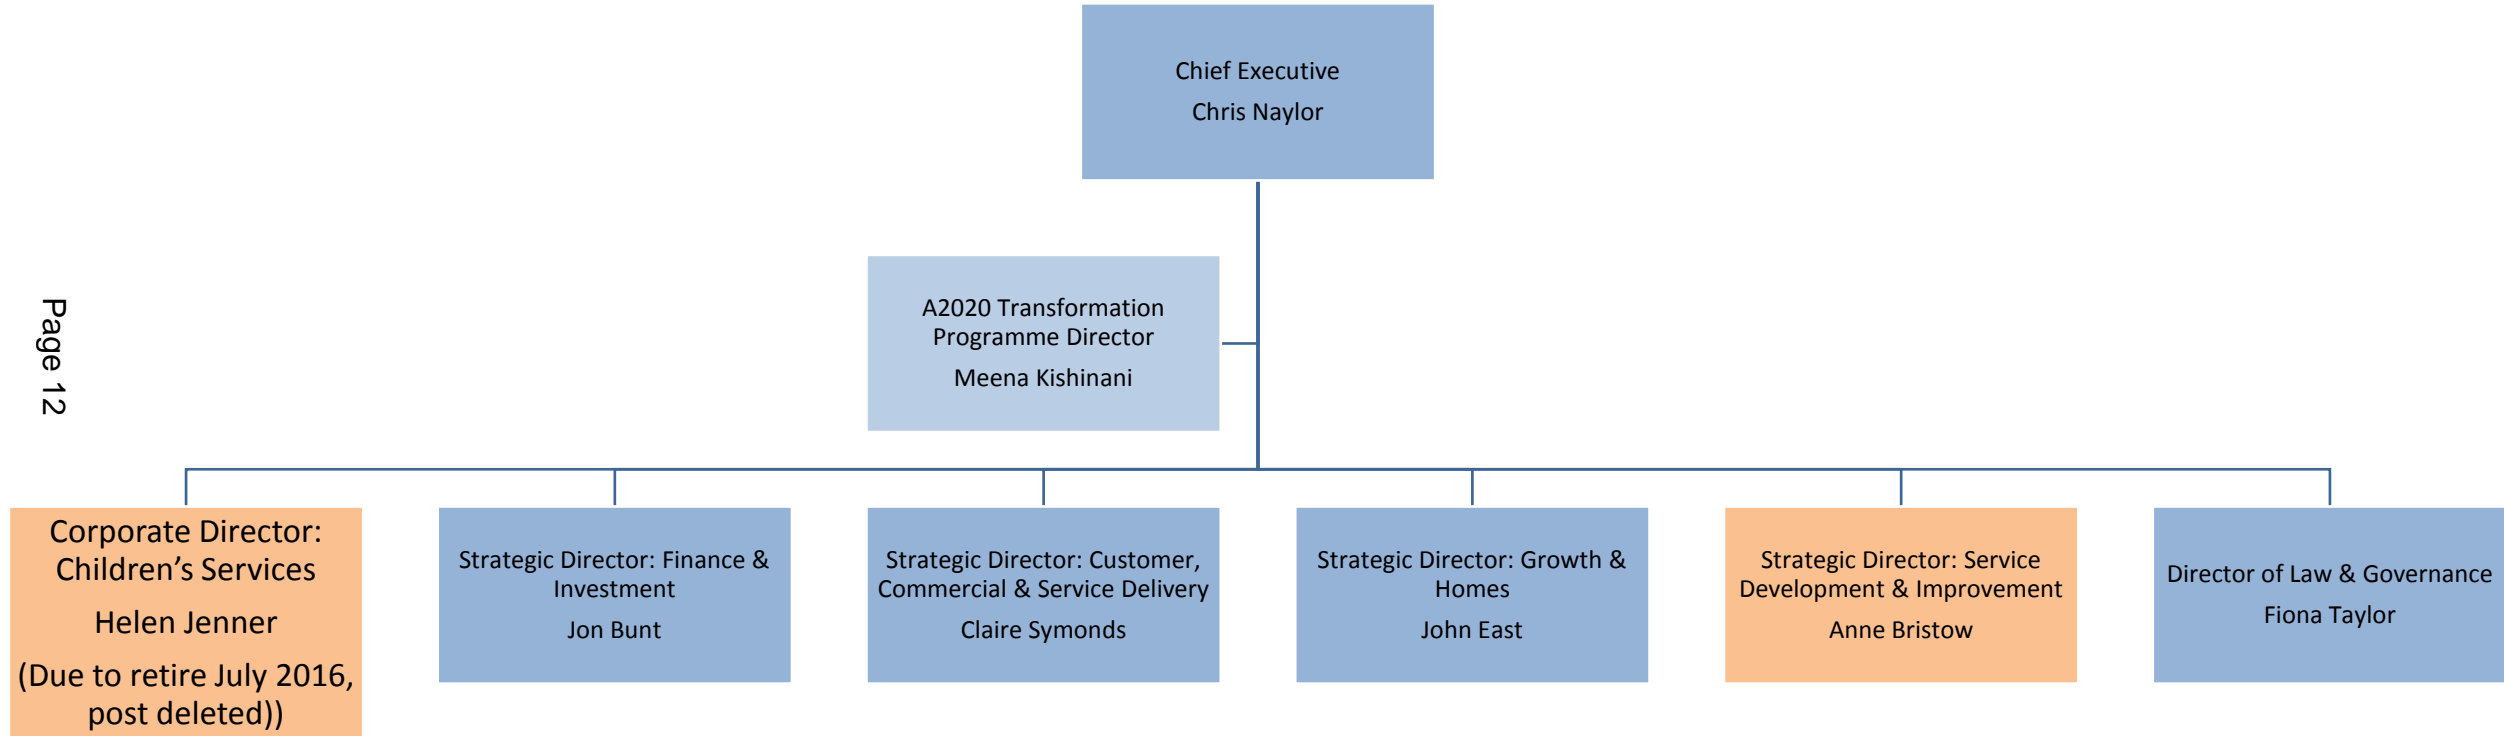 Chief Executive
Chris Naylor
A2020 Transformation
Programme Director
Meena Kishinani
Page 12
Corporate Director:
Children’s Services
Helen Jenner
(Due to retire July 2016,
post deleted))
Strategic Director: Finance &
Investment
Jon Bunt
Strategic Director: Customer,
Commercial & Service Delivery
Claire Symonds
Strategic Director: Growth &
Homes
John East
Strategic Director: Service
Development & Improvement
Anne Bristow
Director of Law & Governance
Fiona Taylor